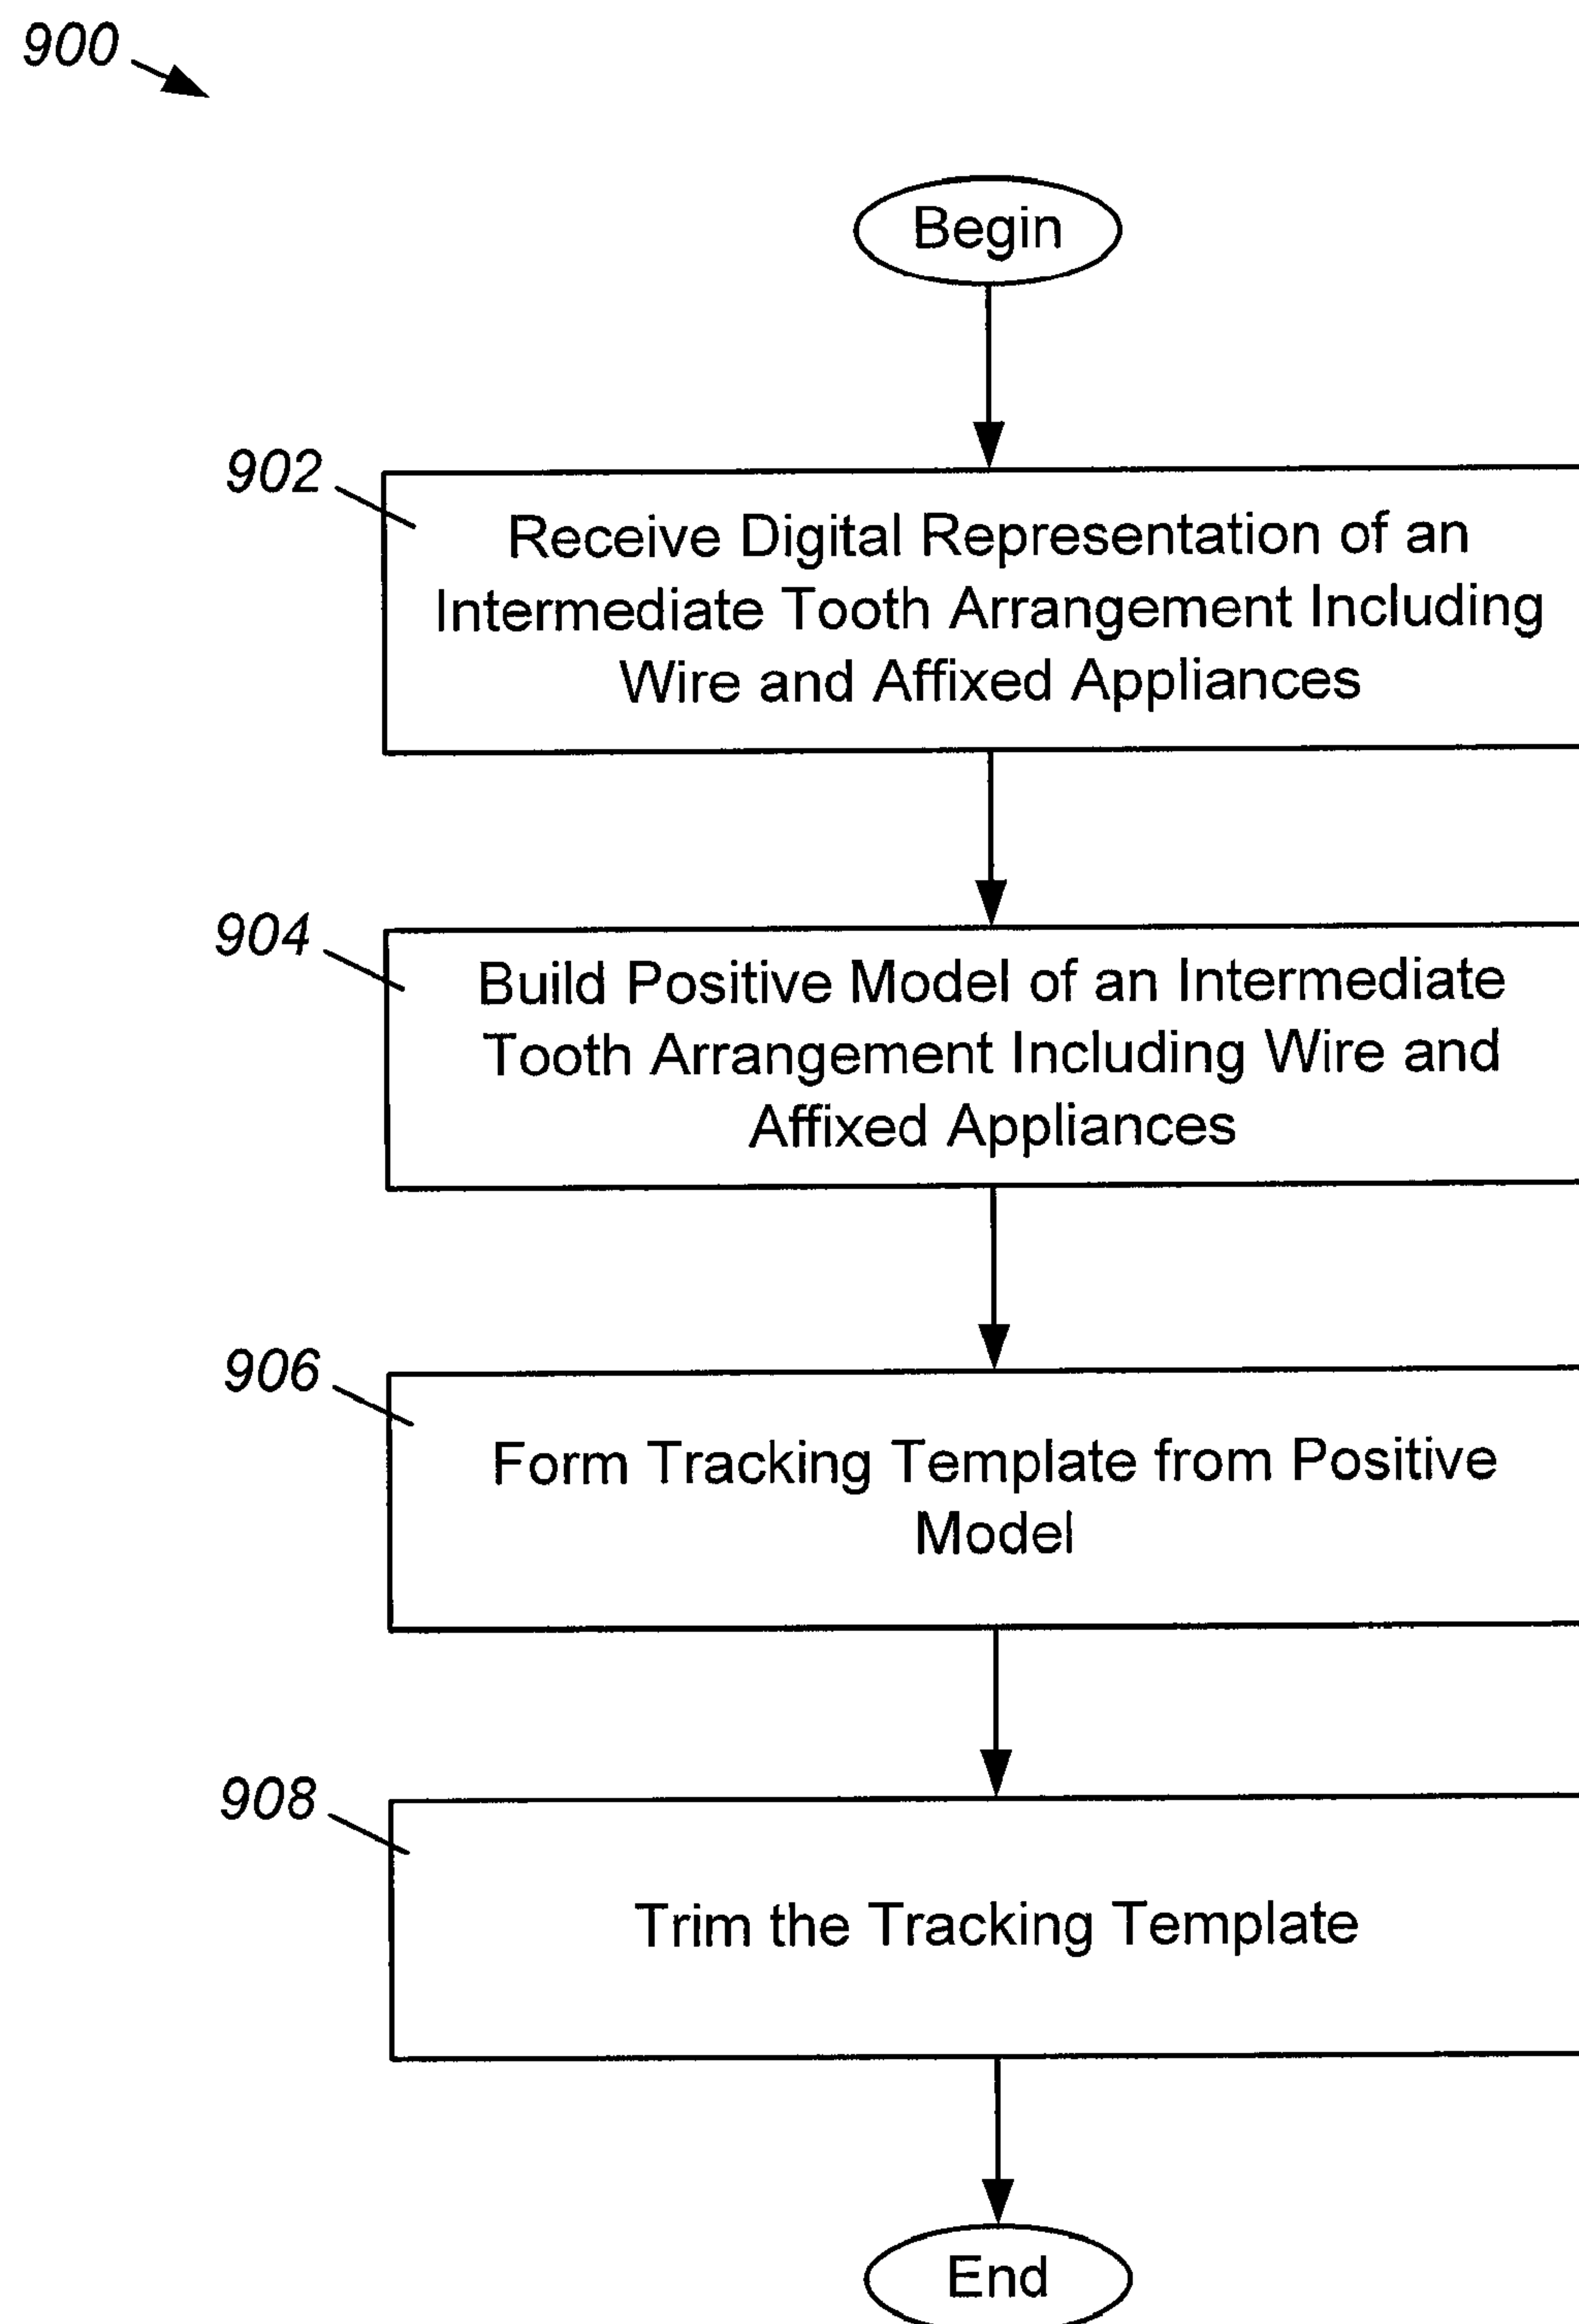 900
Begin
902
Receive Digital Representation of an
Intermediate Tooth Arrangement Including
Wire and Affixed Appliances
904
Build Positive Model of an Intermediate
Tooth Arrangement Including Wire and
Affixed Appliances
906
Form Tracking Template from Positive
Model
908
Trim the Tracking Template
End